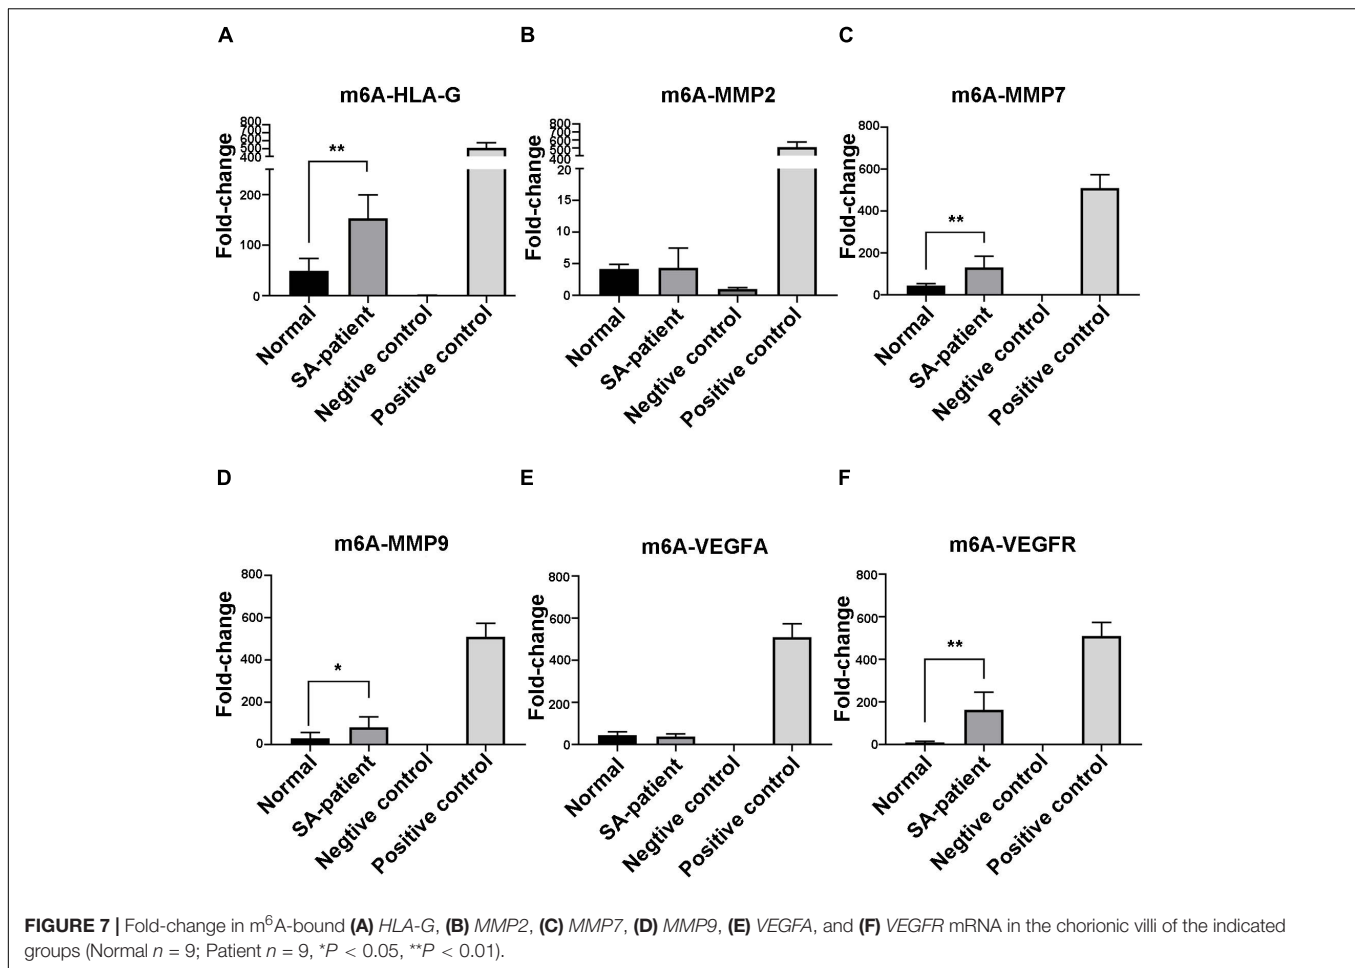 A
B
C
m6A-HLA-G
m6A-MMP2
m6A-MMP7
Fold-change
800
700
600
500
400
200
100
0
**
Normal
SA-patient
Negtive control
Positive control
Fold-change
800
700
600
500
400
20
15
10
5
0
Normal
SA-patient
Negtive control
Positive control
Fold-change
800
600
400
200
0
**
Normal
SA-patient
Negtive control
Positive control
D
E
F
m6A-MMP9
m6A-VEGFA
m6A-VEGFR
Fold-change
800
600
400
200
0
*
Normal
SA-patient
Negtive control
Positive control
Fold-change
800
600
400
200
0
Normal
SA-patient
Negtive control
Positive control
Fold-change
800
600
400
200
0
**
Normal
SA-patient
Negtive control
Positive control
FIGURE 7 | Fold-change in m⁶A-bound (A) HLA-G, (B) MMP2, (C) MMP7, (D) MMP9, (E) VEGFA, and (F) VEGFR mRNA in the chorionic villi of the indicated
groups (Normal n = 9; Patient n = 9, *P < 0.05, **P < 0.01).